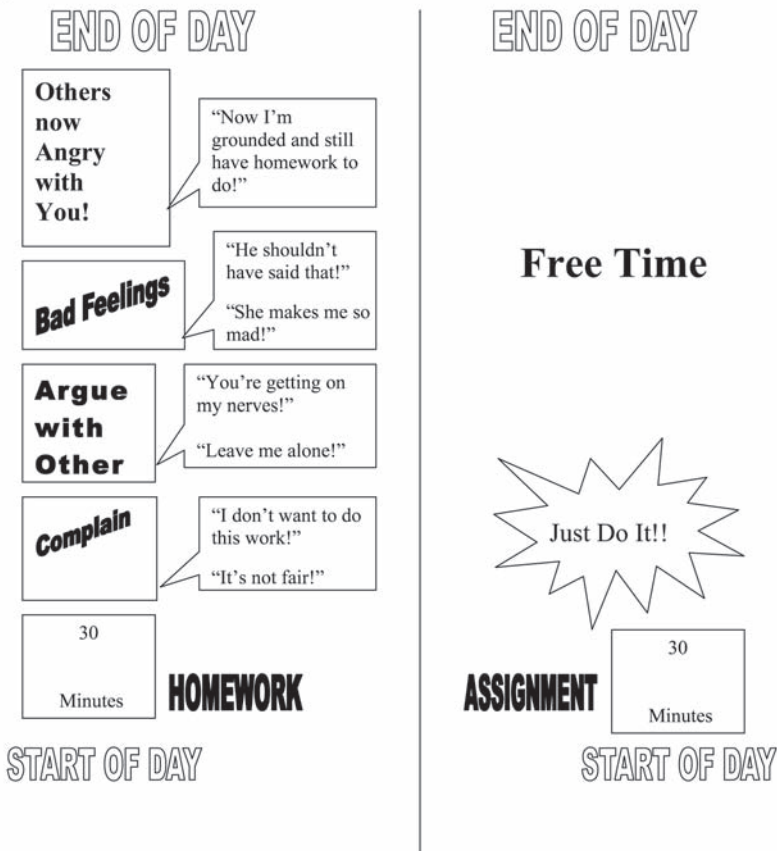 END OF DAY
Others
now
Angry
with
You!
“Now I’m
grounded and still
have homework to
do!”
Bad Feelings
“He shouldn’t
have said that!”
“She makes me so
mad!”
Argue
with
Other
“You’re getting on
my nerves!”
“Leave me alone!”
Complain
“I don’t want to do
this work!”
“It’s not fair!”
30
Minutes
HOMEWORK
START OF DAY
END OF DAY
Free Time
Just Do It!!
ASSIGNMENT
30
Minutes
START OF DAY